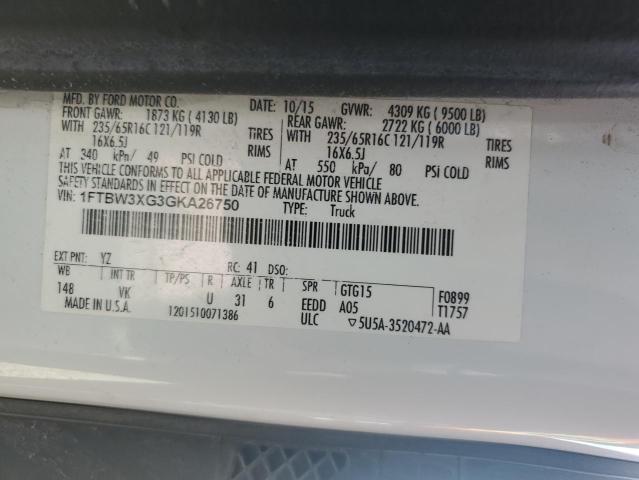 MFD. BY FORD MOTOR CO. DATE: 10/15 GVWR: 4309 KG ( 9500 LB)
FRONT GAWR: 1873 KG ( 4130 LB) REAR GAWR: 2722 KG ( 6000 LB)
WITH 235/65R16C 121/119R TIRES WITH 235/65R16C 121/119R TIRES
16X6.5J RIMS 16X6.5J RIMS
AT 340 kPa/ 49 PSI COLD AT 550 kPa/ 80 PSI COLD
THIS VEHICLE CONFORMS TO ALL APPLICABLE FEDERAL MOTOR VEHICLE
SAFETY STANDARDS IN EFFECT ON THE DATE OF MANUFACTURE SHOWN ABOVE.
VIN: 1FTBW3XG3GKA26750 TYPE: Truck
EXT PNT: YZ RC: 41 DSO:
WB INT TR TP/PS R AXLE TR SPR GTG15 F0899
148 VK U 31 6 EEDD A05 T1757
MADE IN U.S.A. 1201510071386 ULC ▽5U5A-3520472-AA